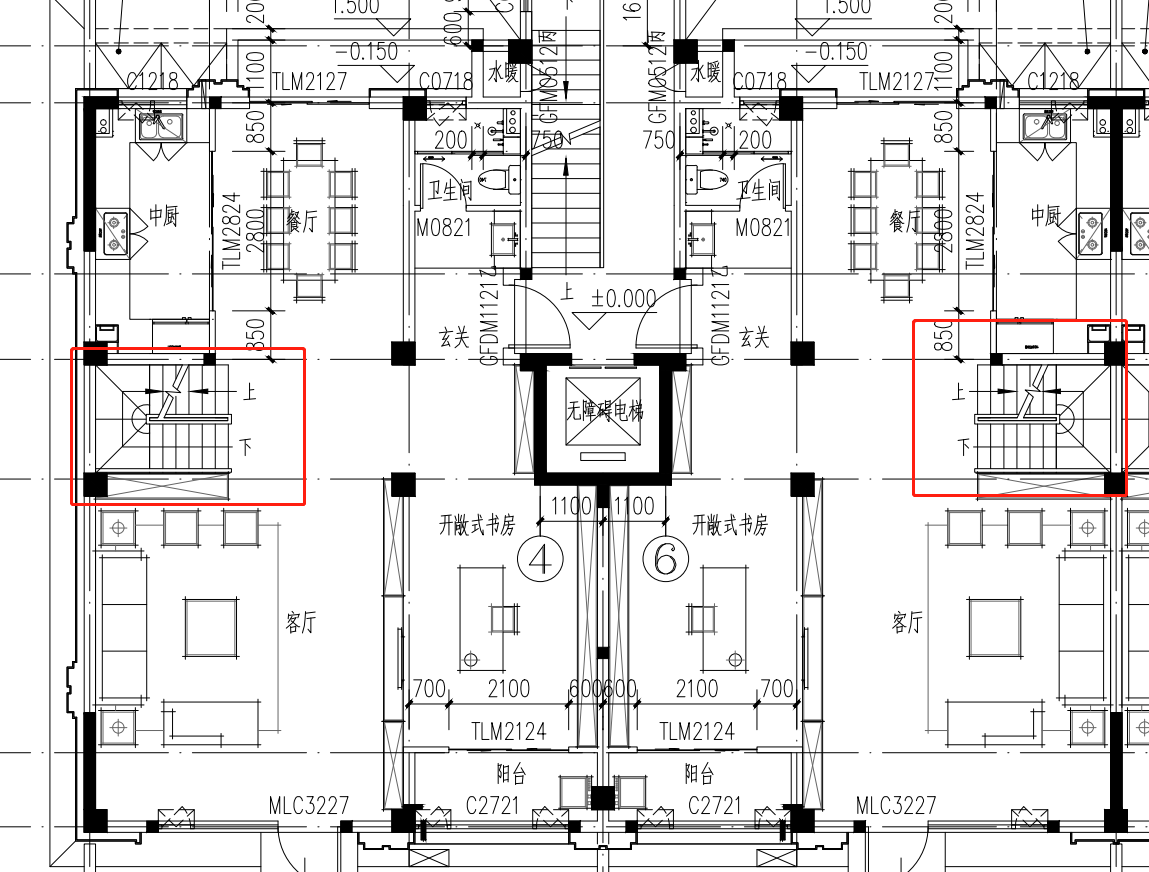 1.500
600
200
1.500
16
200
-0.150
-0.150
1100
水暖
水暖
1100
C1218
TLM2127
C0718
GFM0512丙
GFM0512丙
C0718
TLM2127
C1218
850
200
750
750
200
850
中厨
TLM2824
2800
餐厅
卫生间
M0821
卫生间
M0821
餐厅
2800
TLM2824
中厨
上
±0.000
850
玄关
GFDM1121乙
GFDM1121乙
玄关
850
上
无障碍电梯
上
下
下
1100
1100
开敞式书房
开敞式书房
4
6
客厅
客厅
700
2100
600
600
2100
700
TLM2124
TLM2124
阳台
阳台
MLC3227
C2721
C2721
MLC3227